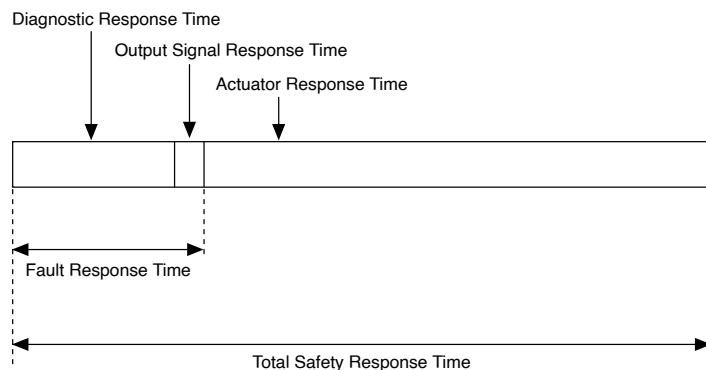 Diagnostic Response Time
Output Signal Response Time
Actuator Response Time
Fault Response Time
Total Safety Response Time